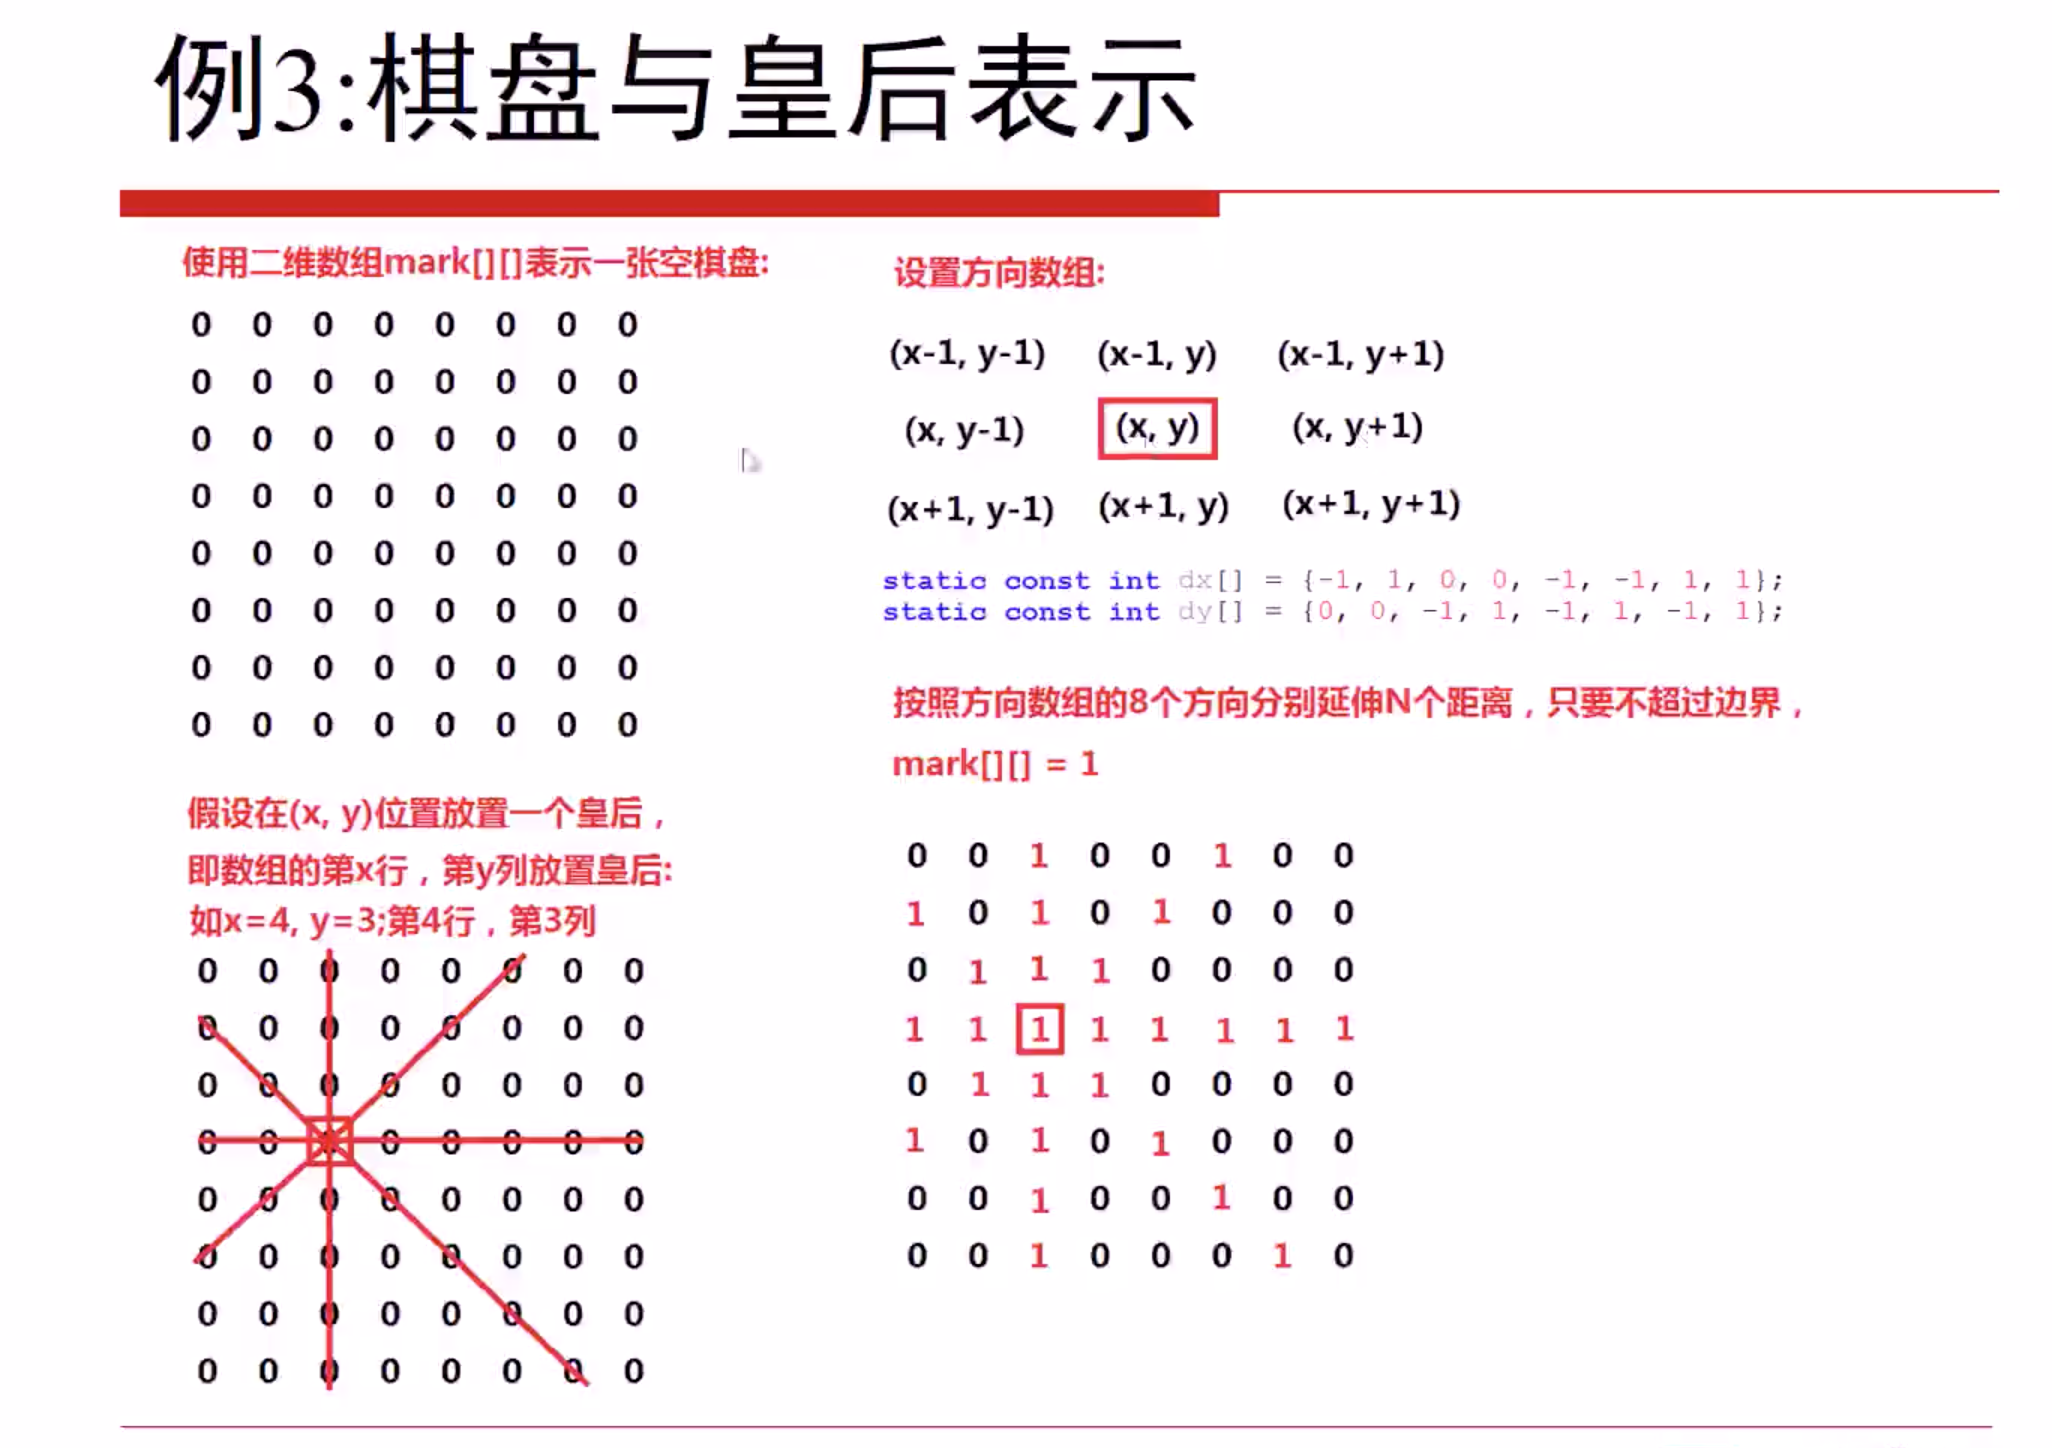 例3:棋盘与皇后表示
使用二维数组mark[][]表示一张空棋盘:
0 0 0 0 0 0 0 0
0 0 0 0 0 0 0 0
0 0 0 0 0 0 0 0
0 0 0 0 0 0 0 0
0 0 0 0 0 0 0 0
0 0 0 0 0 0 0 0
0 0 0 0 0 0 0 0
0 0 0 0 0 0 0 0
假设在(x, y)位置放置一个皇后，
即数组的第x行，第y列放置皇后:
如x=4, y=3;第4行，第3列
0 0 0 0 0 0 0 0
0 0 0 0 0 0 0 0
0 0 0 0 0 0 0 0
0 0 0 0 0 0 0 0
0 0 0 0 0 0 0 0
0 0 0 0 0 0 0 0
0 0 0 0 0 0 0 0
0 0 0 0 0 0 0 0
设置方向数组:
(x-1, y-1) (x-1, y) (x-1, y+1)
(x, y-1) (x, y) (x, y+1)
(x+1, y-1) (x+1, y) (x+1, y+1)
static const int dx[] = {-1, 1, 0, 0, -1, -1, 1, 1};
static const int dy[] = {0, 0, -1, 1, -1, 1, -1, 1};
按照方向数组的8个方向分别延伸N个距离，只要不超过边界，
mark[][] = 1
0 0 1 0 0 1 0 0
1 0 1 0 1 0 0 0
0 1 1 1 0 0 0 0
1 1 1 1 1 1 1 1
0 1 1 1 0 0 0 0
1 0 1 0 1 0 0 0
0 0 1 0 0 1 0 0
0 0 1 0 0 0 1 0